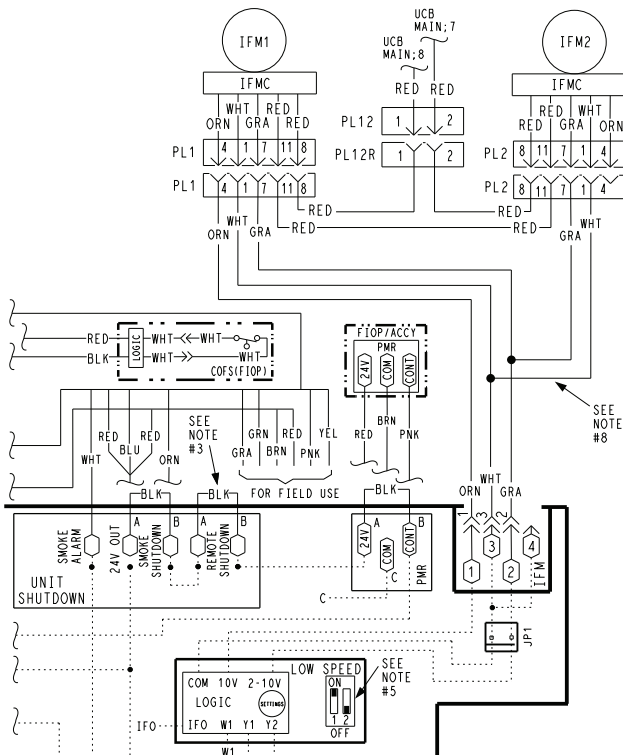 IFM1
UCB
MAIN;8
UCB
MAIN;7
IFM2
IFMC
IFMC
ORN WHT GRA RED RED
RED RED
RED RED GRA WHT ORN
PL1 4 1 7 11 8
PL12 1 2
PL2 8 11 7 1 4
PL1 4 1 7 11 8
PL12R 1 2
PL2 8 11 7 1 4
RED RED
RED RED
ORN WHT GRA
GRA WHT
RED
BLK
LOGIC
WHT WHT
WHT WHT
COFS(FIOP)
FIOP/ACCY
PMR
24V COM CONT
SEE
NOTE
#8
SEE
NOTE
#3
WHT RED BLU RED ORN
GRA GRN BRN RED PNK YEL
RED BRN PNK
BLK BLK
FOR FIELD USE
BLK
ORN WHT GRA
1 3 2
SMOKE
ALARM
24V OUT
A B
SMOKE
SHUTDOWN
A B
REMOTE
SHUTDOWN
UNIT
SHUTDOWN
A B
24V COM CONT
C
PMR
C
1 3 2 4
IFM
JP1
LOW SPEED
SEE
NOTE
#5
COM 10V 2-10V
LOGIC
SETTINGS
ON
1 2
OFF
IFO
IFO W1 Y1 Y2
W1